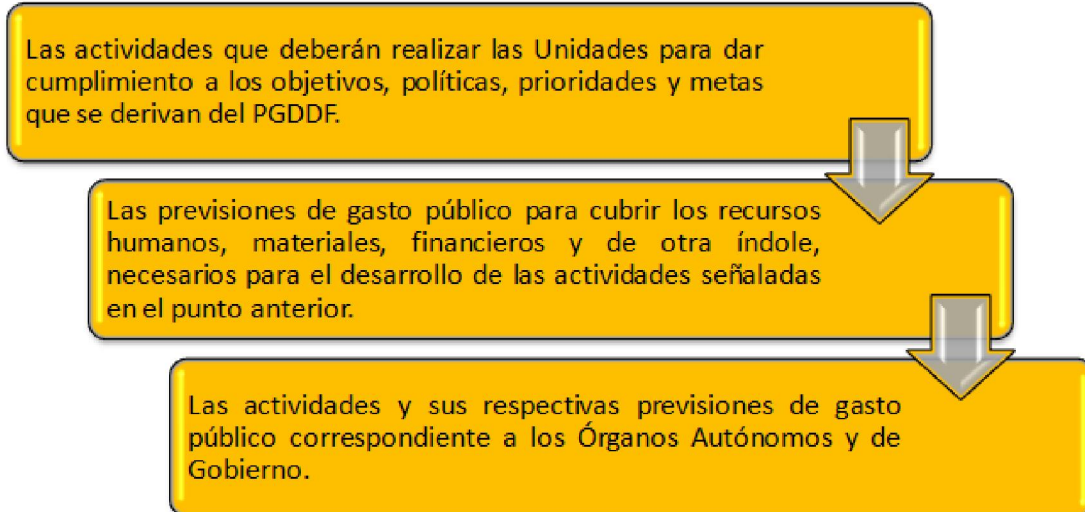 Las actividades que deberán realizar las Unidades para dar
cumplimiento a los objetivos, políticas, prioridades y metas
que se derivan del PGDDF.
Las previsiones de gasto público para cubrir los recursos
humanos, materiales, financieros y de otra índole,
necesarios para el desarrollo de las actividades señaladas
en el punto anterior.
Las actividades y sus respectivas previsiones de gasto
público correspondiente a los Órganos Autónomos y de
Gobierno.